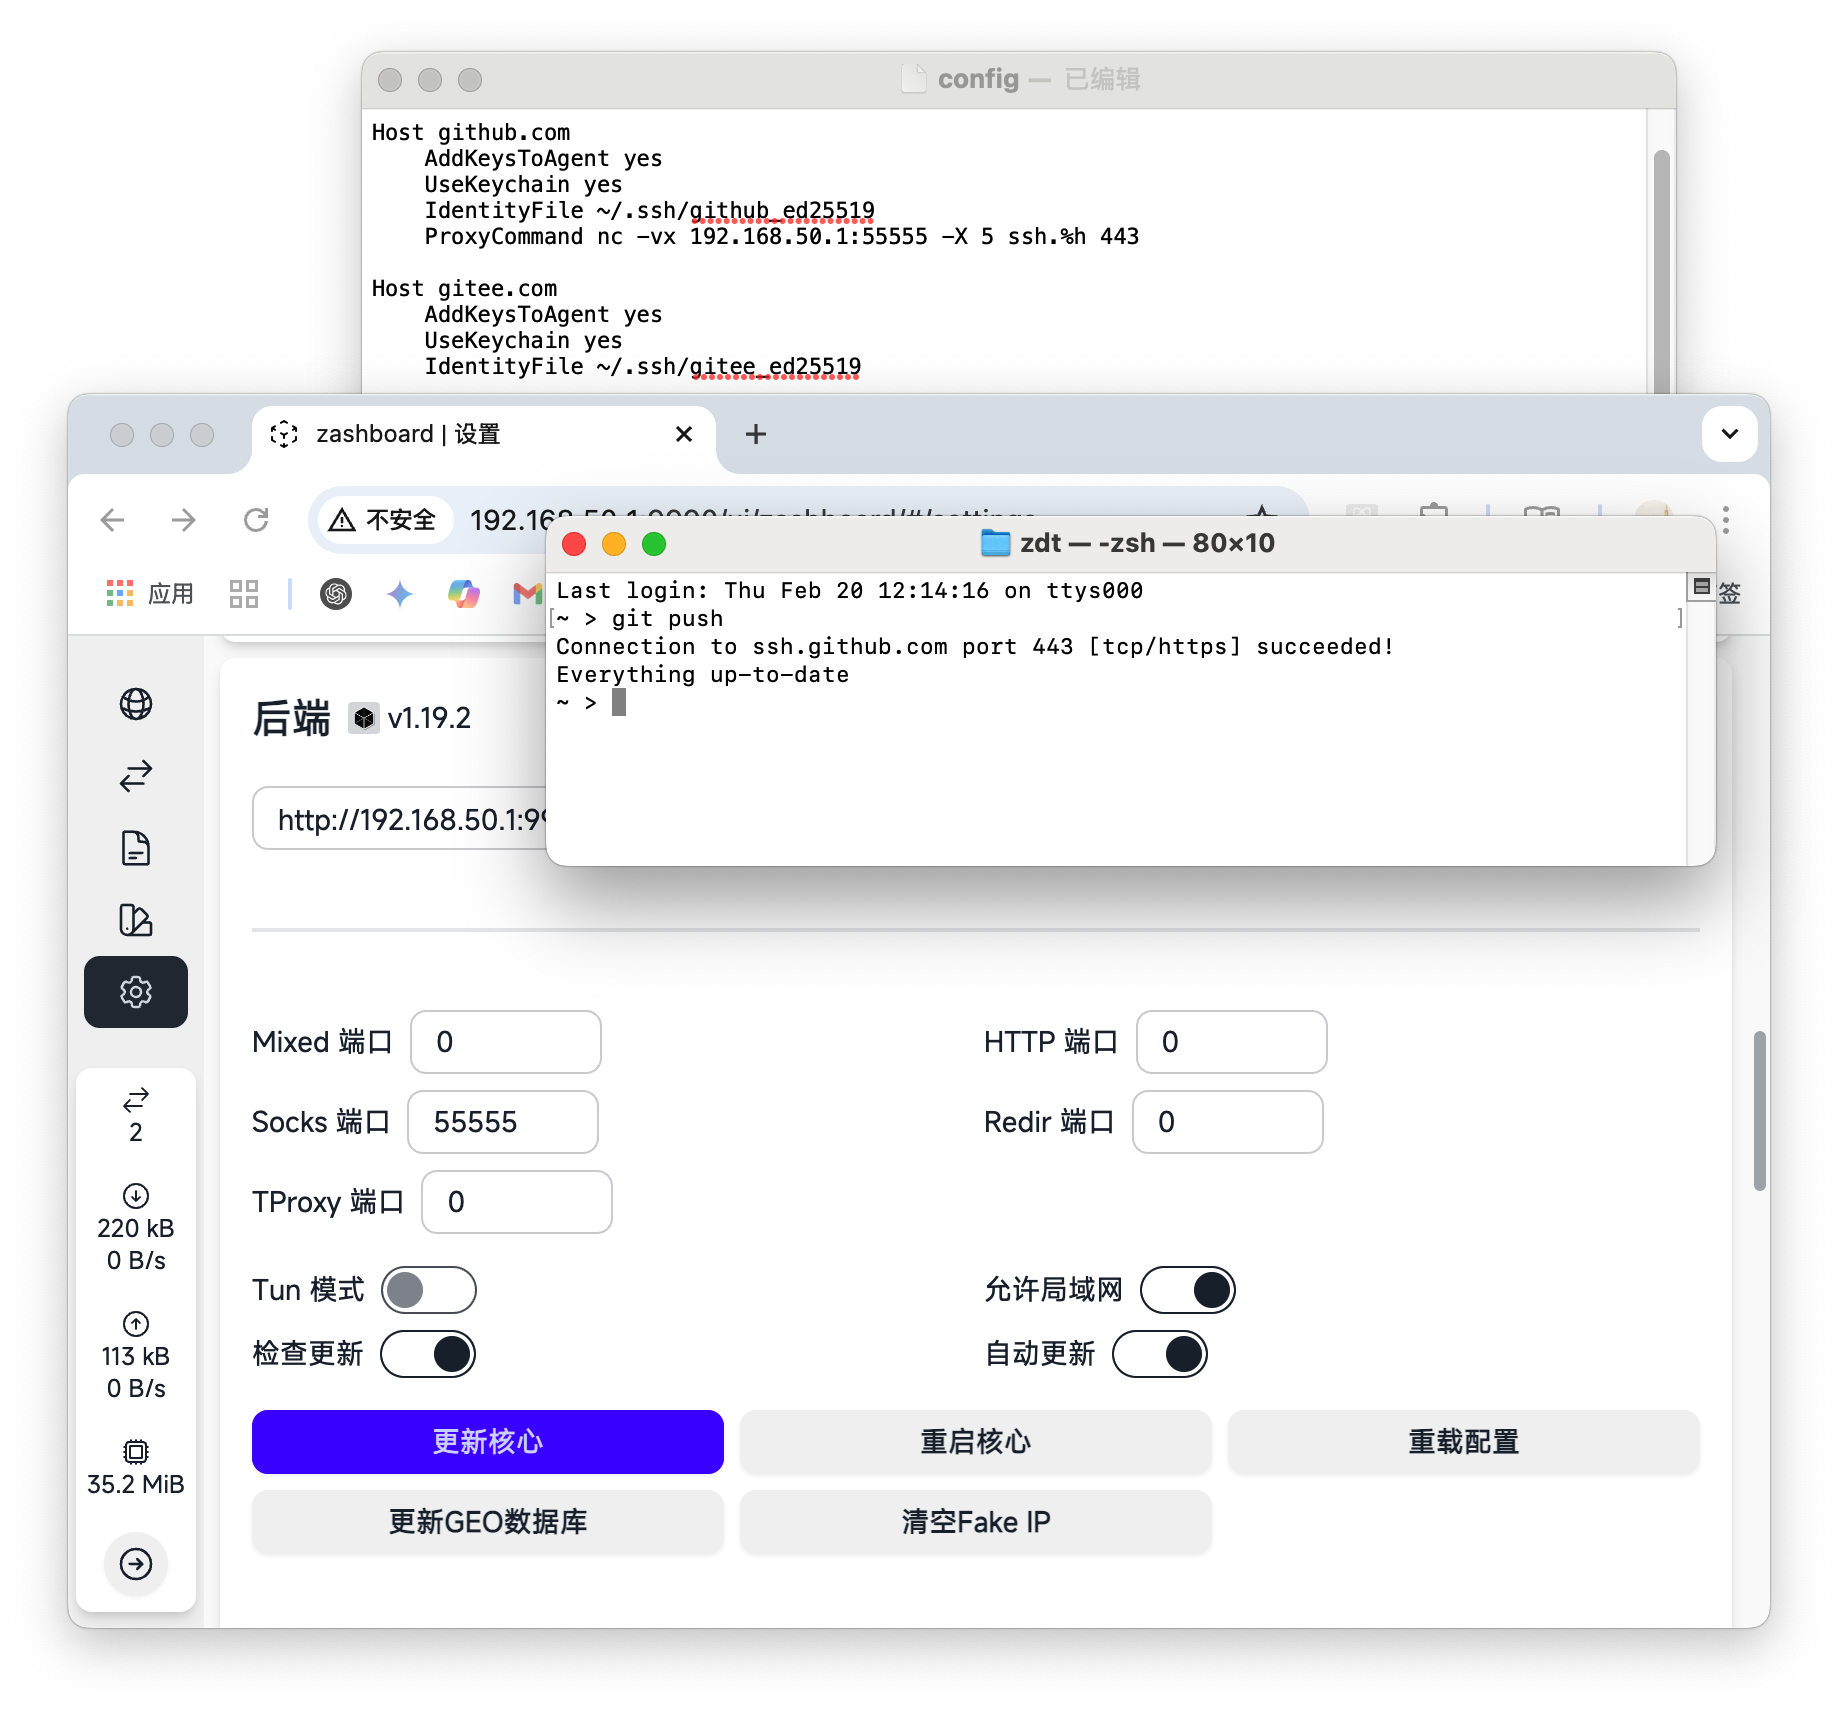 config — 已编辑
Host github.com
    AddKeysToAgent yes
    UseKeychain yes
    IdentityFile ~/.ssh/github_ed25519
    ProxyCommand nc -vx 192.168.50.1:55555 -X 5 ssh.%h 443
Host gitee.com
    AddKeysToAgent yes
    UseKeychain yes
    IdentityFile ~/.ssh/gitee_ed25519
zashboard | 设置
不安全
应用
签
zdt — -zsh — 80×10
Last login: Thu Feb 20 12:14:16 on ttys000
[~ > git push ]
Connection to ssh.github.com port 443 [tcp/https] succeeded!
Everything up-to-date
~ >
后端 v1.19.2
http://192.168.50.1:99
Mixed 端口 0
HTTP 端口 0
Socks 端口 55555
Redir 端口 0
TProxy 端口 0
Tun 模式
允许局域网
检查更新
自动更新
更新核心
重启核心
重载配置
更新GEO数据库
清空Fake IP
2
220 kB
0 B/s
113 kB
0 B/s
35.2 MiB